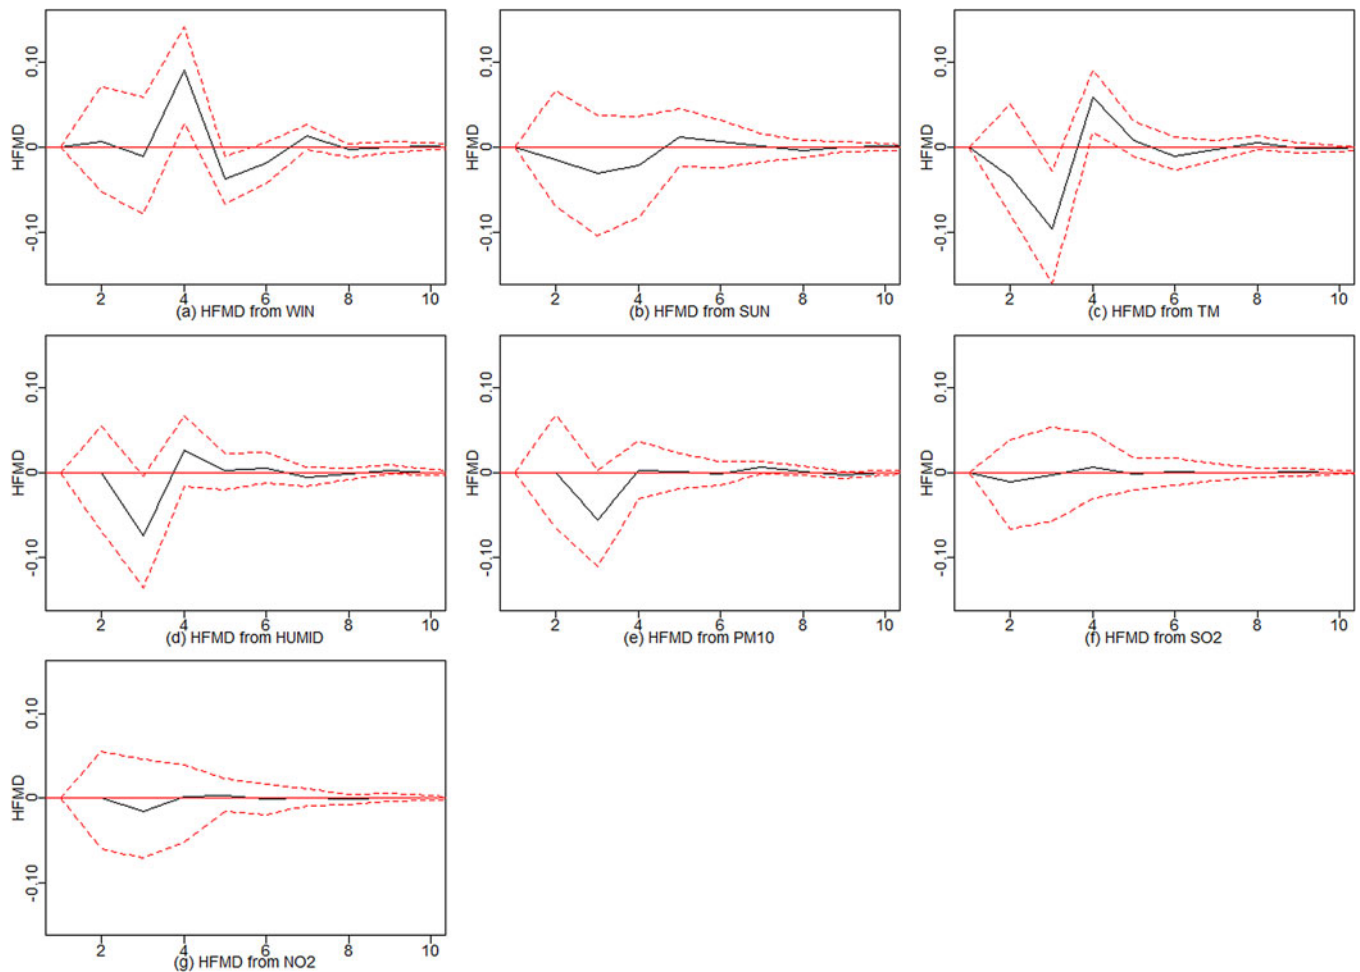 HFMD
0.10
0
-0.10
2 4 6 8 10
(a) HFMD from WIN
HFMD
0.10
0
-0.10
2 4 6 8 10
(b) HFMD from SUN
HFMD
0.10
0
-0.10
2 4 6 8 10
(c) HFMD from TM
HFMD
0.10
0
-0.10
2 4 6 8 10
(d) HFMD from HUMID
HFMD
0.10
0
-0.10
2 4 6 8 10
(e) HFMD from PM10
HFMD
0.10
0
-0.10
2 4 6 8 10
(f) HFMD from SO2
HFMD
0.10
0
-0.10
2 4 6 8 10
(g) HFMD from NO2